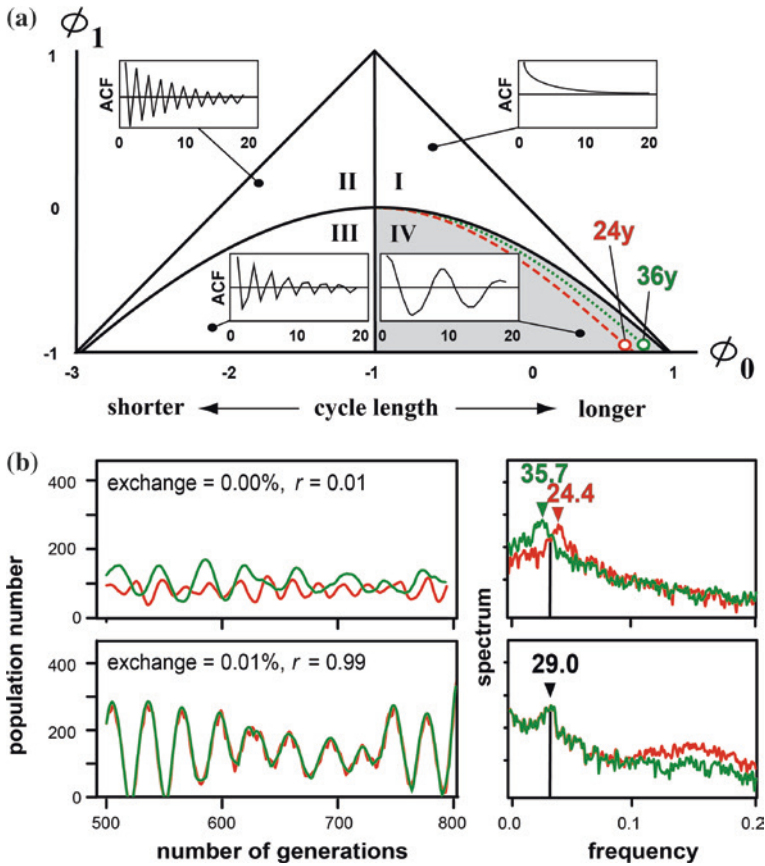 (a)
ϕ1
1
0
-1
ACF
0 10 20
ACF
0 10 20
II I
III IV
ACF
0 10 20
0 10 20
24y
36y
ϕ0
-3 -2 -1 0 1
shorter cycle length longer
(b)
population number
400
200
0
exchange = 0.00%, r = 0.01
400
200
0
exchange = 0.01%, r = 0.99
500 600 700 800
number of generations
spectrum
35.7
24.4
29.0
0.0 0.1 0.2
frequency